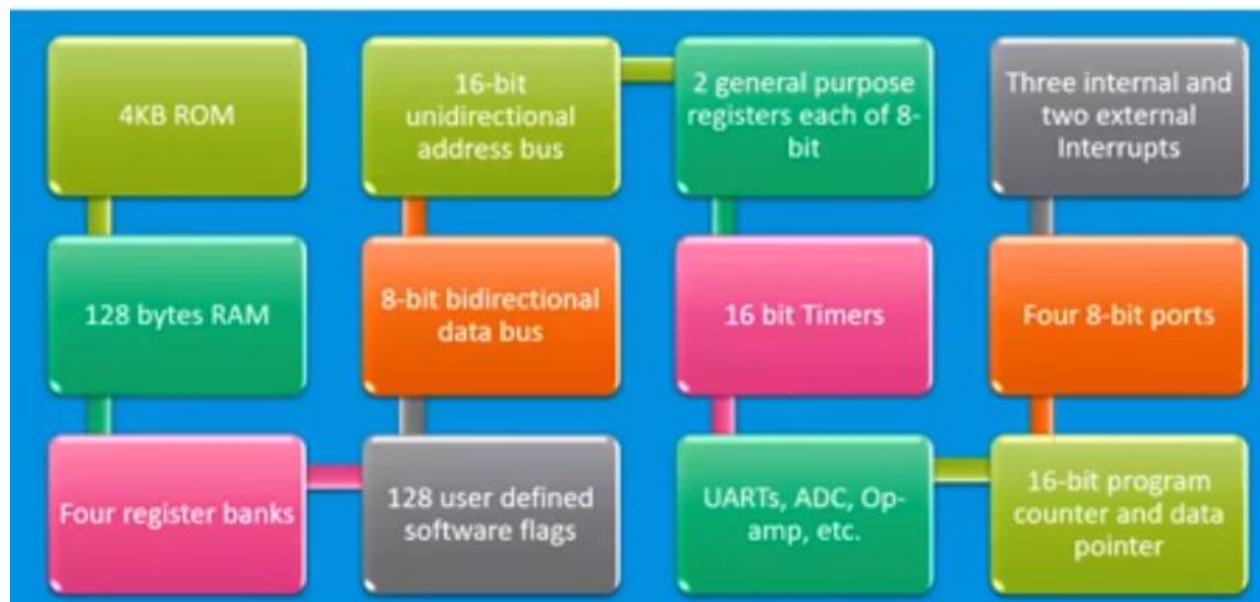 4KB ROM
128 bytes RAM
Four register banks
128 user defined
software flags
8-bit bidirectional
data bus
16-bit
unidirectional
address bus
2 general purpose
registers each of 8-
bit
16 bit Timers
UARTs, ADC, Op-
amp, etc.
16-bit program
counter and data
pointer
Four 8-bit ports
Three internal and
two external
Interrupts